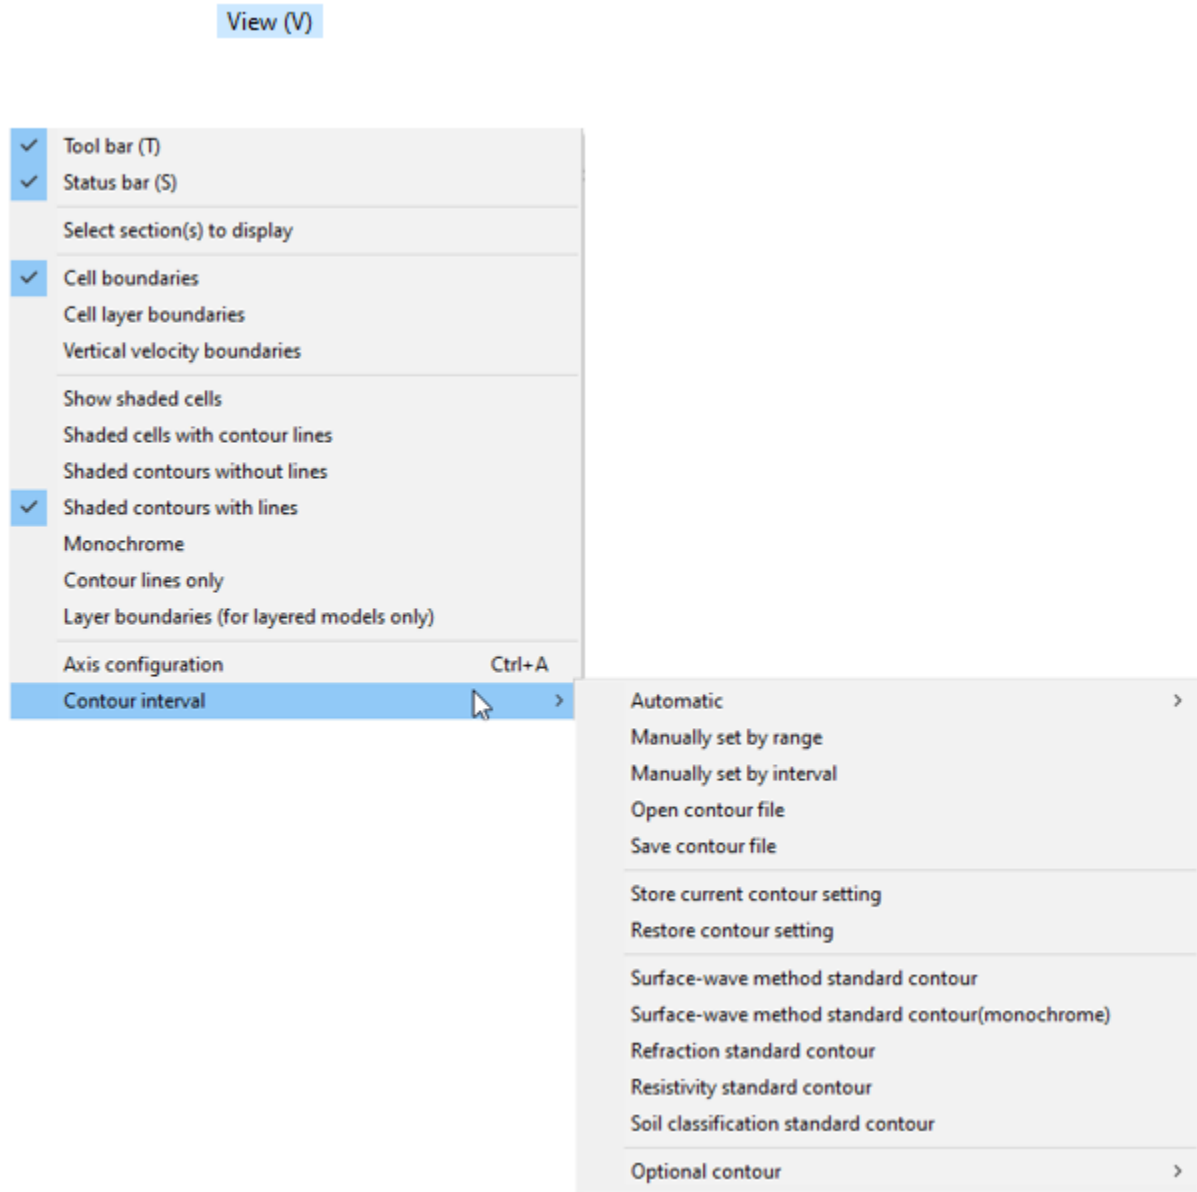 View (V)
Tool bar (T)
Status bar (S)
Select section(s) to display
Cell boundaries
Cell layer boundaries
Vertical velocity boundaries
Show shaded cells
Shaded cells with contour lines
Shaded contours without lines
Shaded contours with lines
Monochrome
Contour lines only
Layer boundaries (for layered models only)
Axis configuration Ctrl+A
Contour interval
Automatic
Manually set by range
Manually set by interval
Open contour file
Save contour file
Store current contour setting
Restore contour setting
Surface-wave method standard contour
Surface-wave method standard contour(monochrome)
Refraction standard contour
Resistivity standard contour
Soil classification standard contour
Optional contour